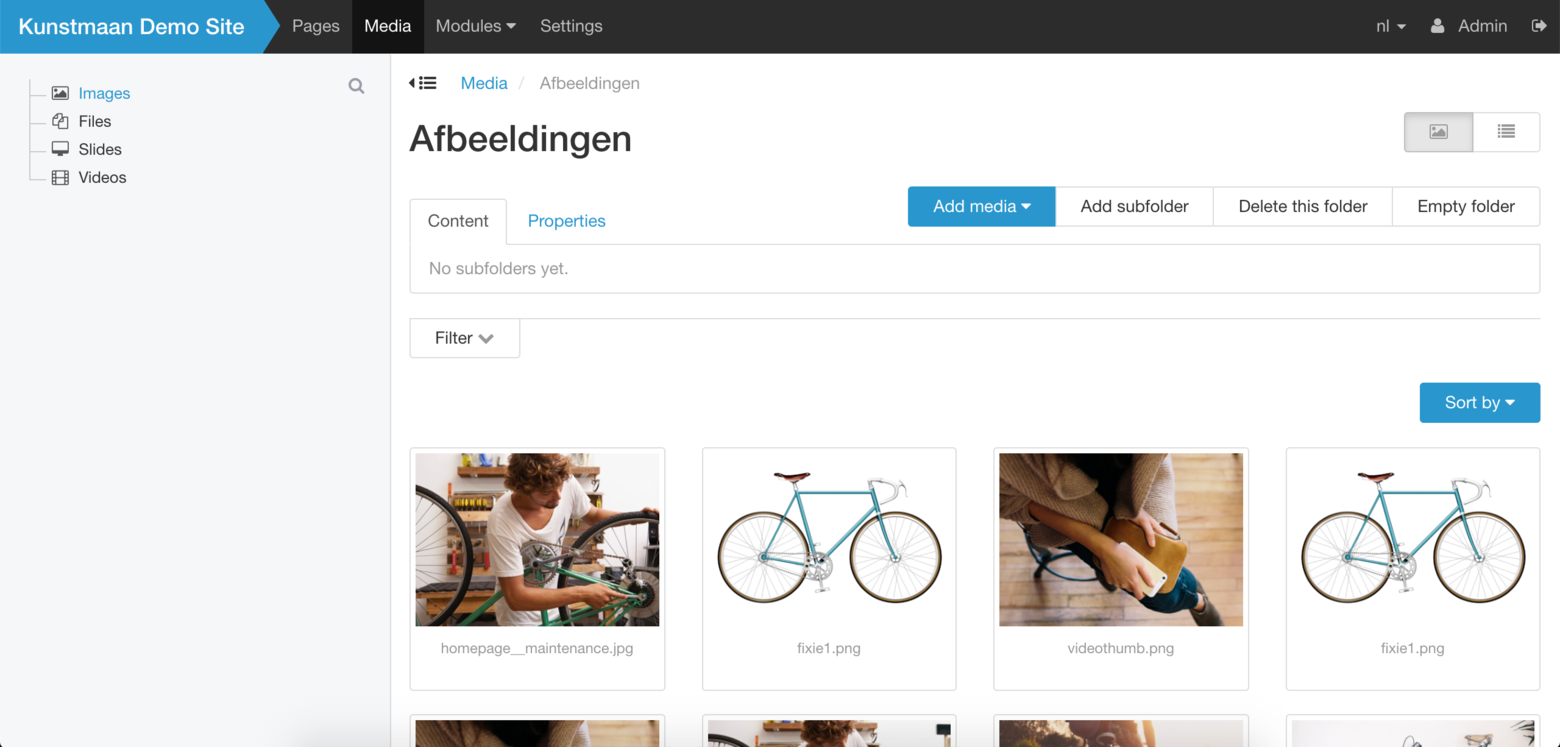 Kunstmaan Demo Site Pages Media Modules Settings nl Admin
Images
Files
Slides
Videos
Media / Afbeeldingen
Afbeeldingen
Content Properties Add media Add subfolder Delete this folder Empty folder
No subfolders yet.
Filter
Sort by
homepage__maintenance.jpg fixie1.png videothumb.png fixie1.png